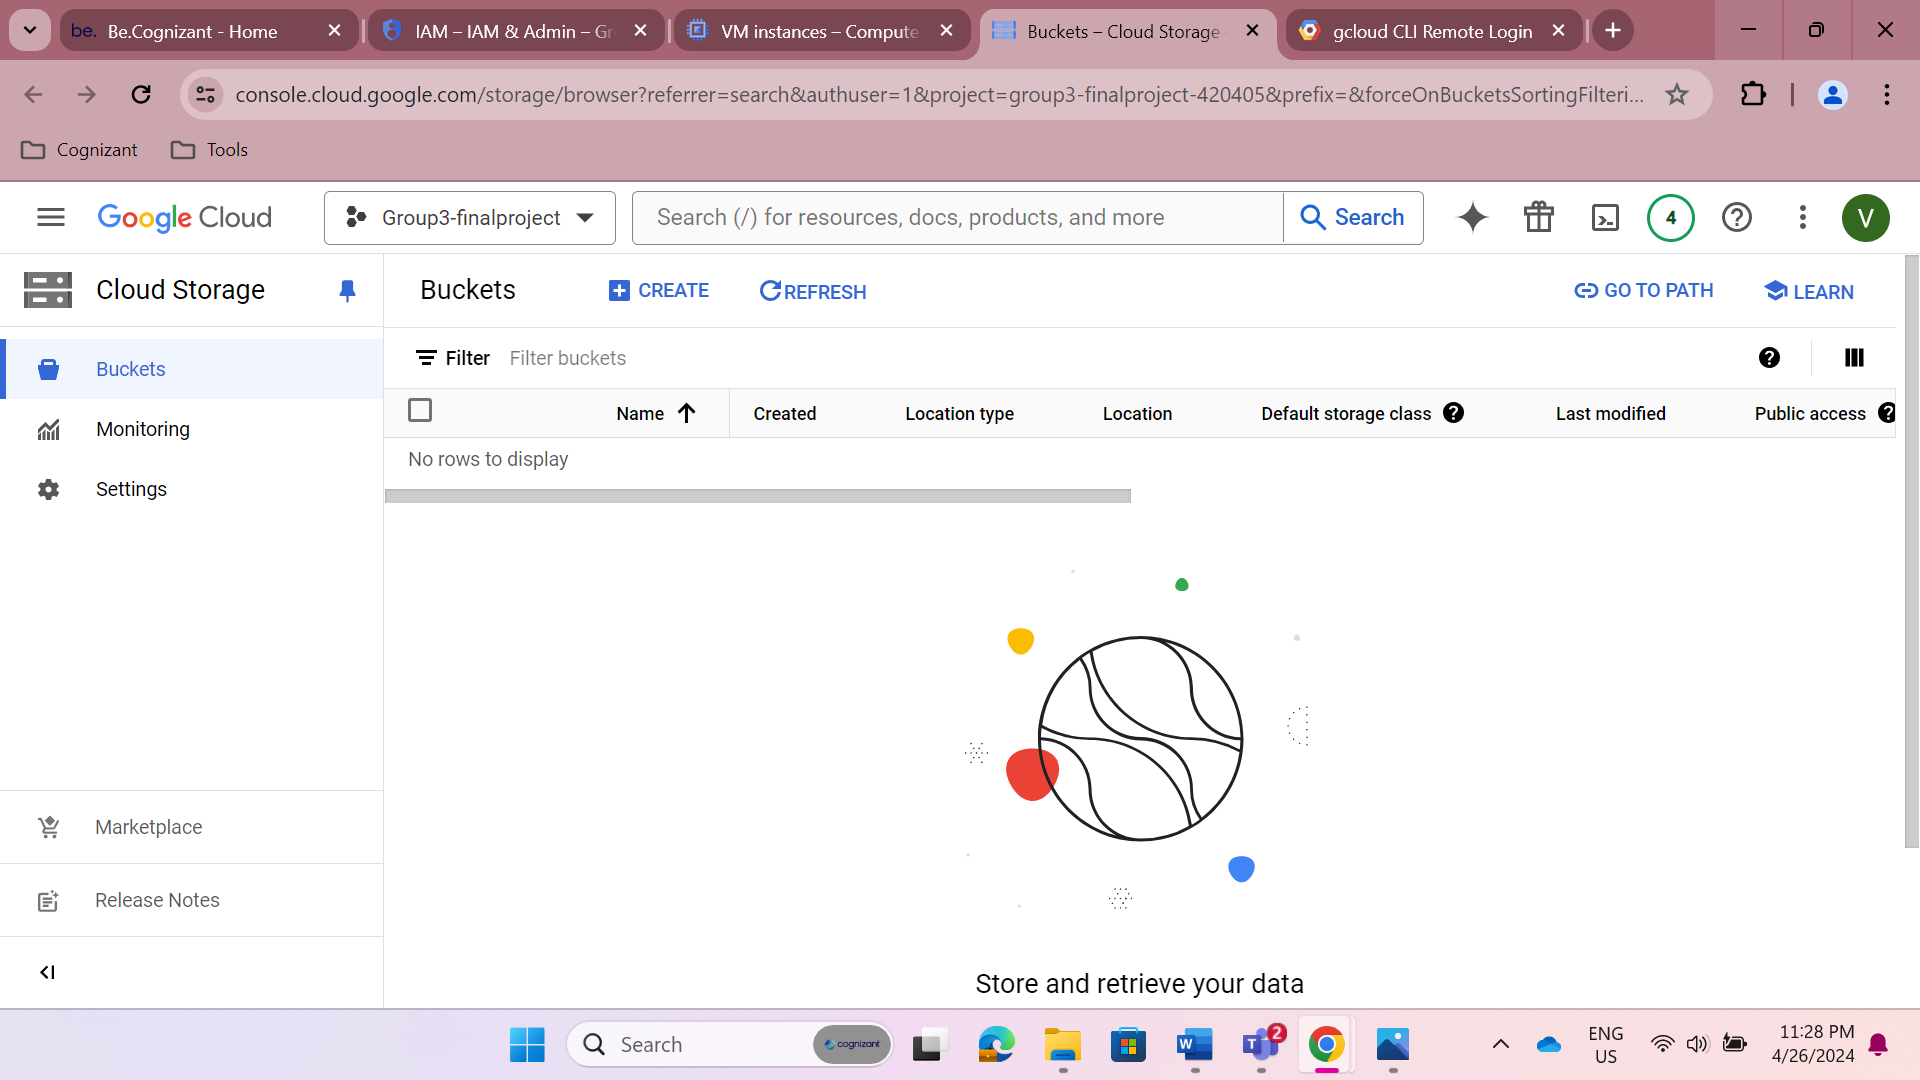 be. Be.Cognizant - Home
IAM – IAM & Admin – Gr
VM instances – Compute
Buckets – Cloud Storage
gcloud CLI Remote Login
console.cloud.google.com/storage/browser?referrer=search&authuser=1&project=group3-finalproject-420405&prefix=&forceOnBucketsSortingFilteri...
Cognizant
Tools
Google Cloud
Group3-finalproject
Search (/) for resources, docs, products, and more
Search
4
V
Cloud Storage
Buckets
CREATE
REFRESH
GO TO PATH
LEARN
Buckets
Monitoring
Settings
Filter Filter buckets
Name Created Location type Location Default storage class Last modified Public access
No rows to display
Marketplace
Release Notes
Store and retrieve your data
Search
cognizant
W
T
2
ENG
US
11:28 PM
4/26/2024